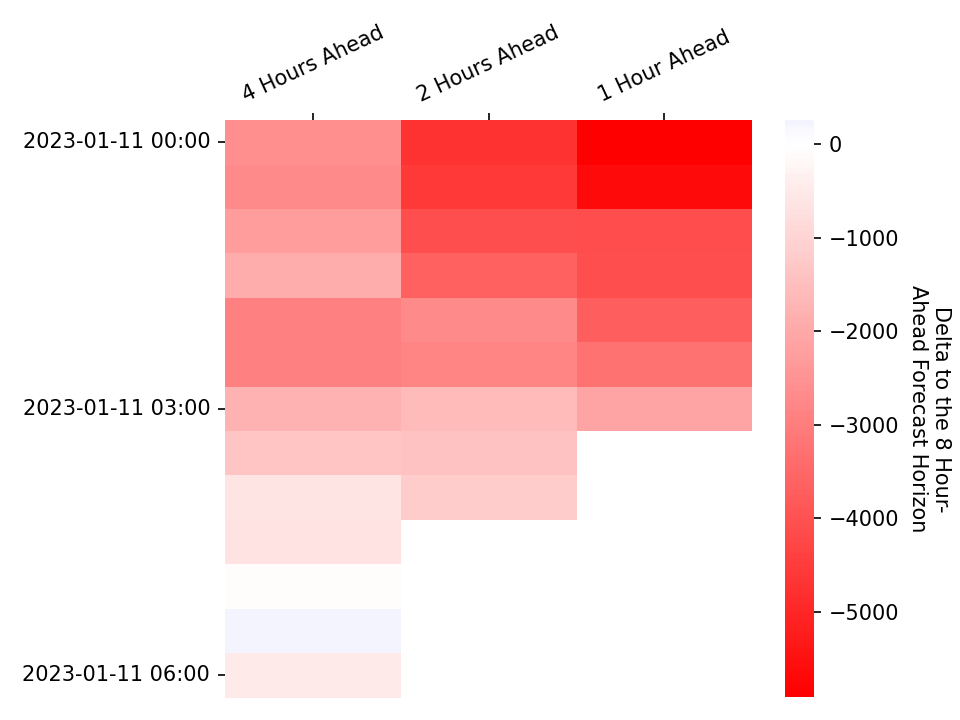 4 Hours Ahead
2 Hours Ahead
1 Hour Ahead
2023-01-11 00:00
2023-01-11 03:00
2023-01-11 06:00
0
−1000
−2000
−3000
−4000
−5000
Delta to the 8 Hour-
Ahead Forecast Horizon